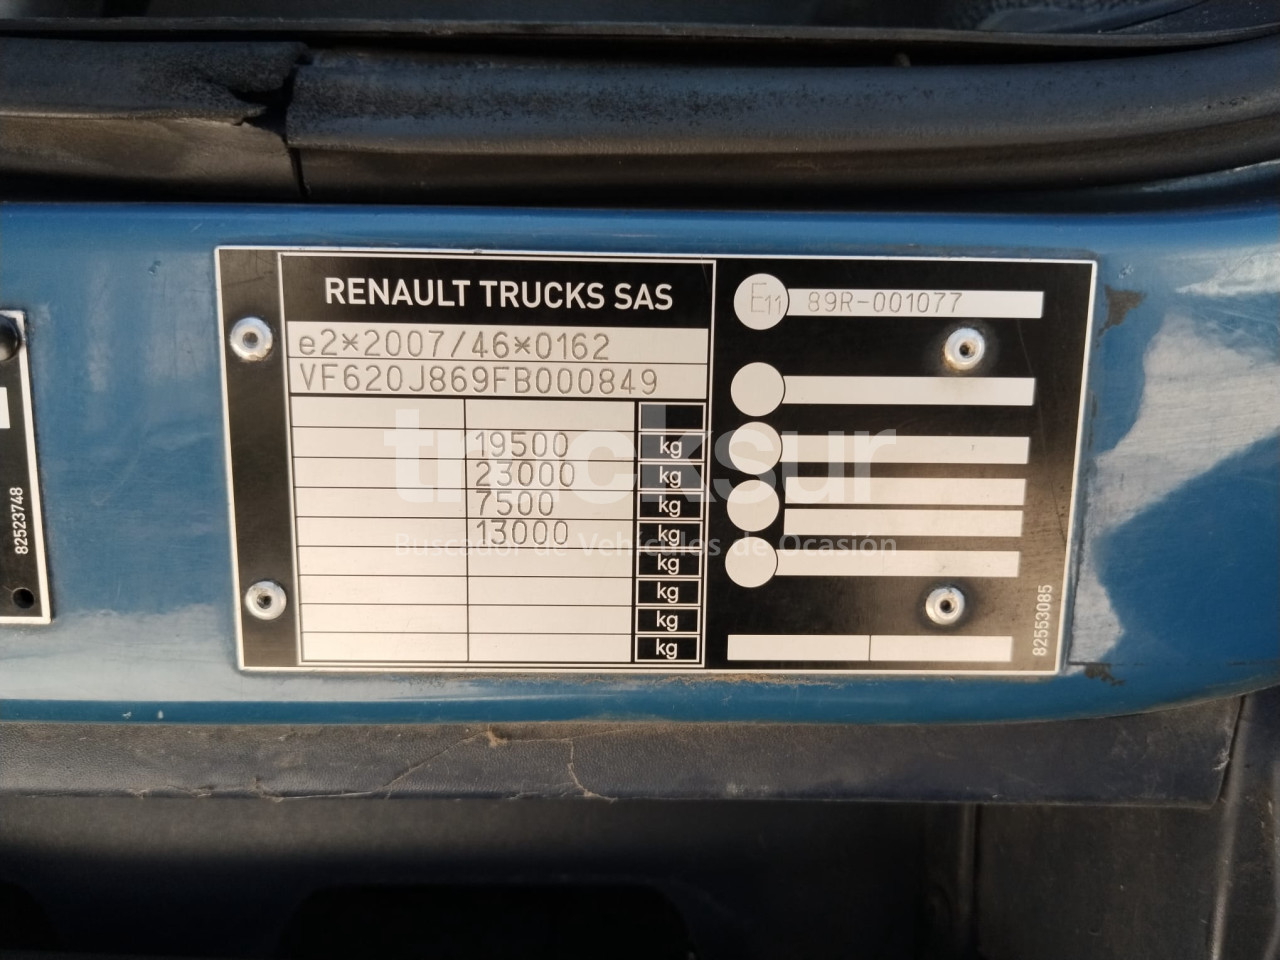 RENAULT TRUCKS SAS
e2*2007/46*0162
VF620J869FB000849
19500 kg
23000 kg
7500 kg
13000 kg
kg
kg
kg
kg
E11 89R-001077
82553085
82523748
trucksur
Buscador de Vehículos de Ocasión